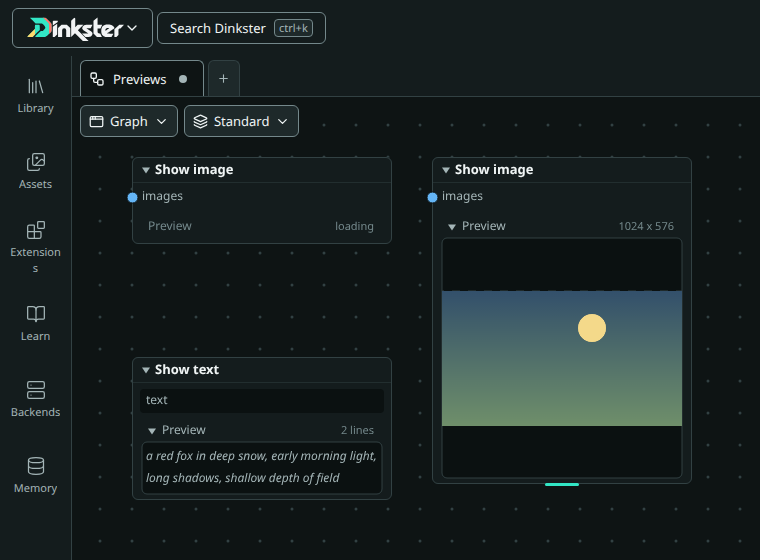 Dinkster
Search Dinkster ctrl+k
Previews
+
Library
Assets
Extension
s
Learn
Backends
Memory
Graph
Standard
Show image
images
Preview loading
Show image
images
Preview 1024 x 576
Show text
text
Preview 2 lines
a red fox in deep snow, early morning light,
long shadows, shallow depth of field